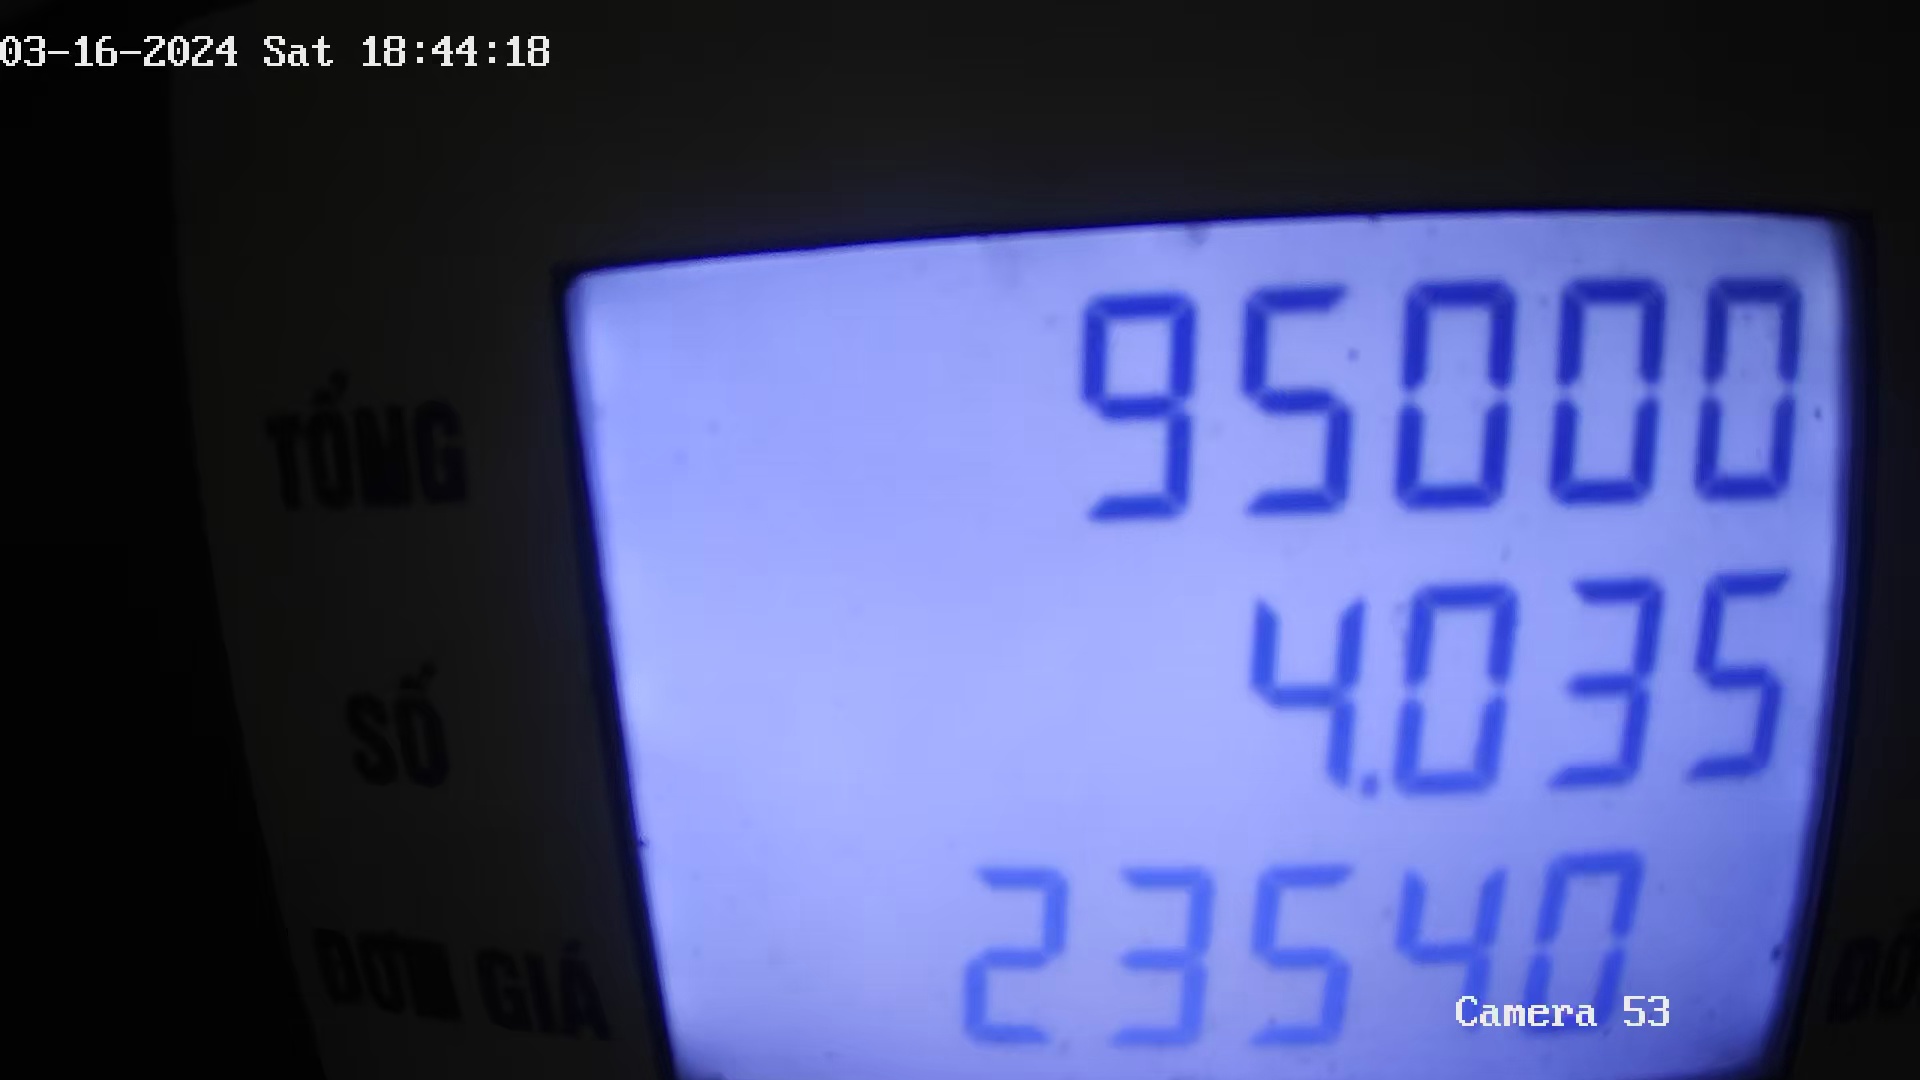 03-16-2024 Sat 18:44:18
TỔNG 95000
SỐ 4.035
ĐƠN GIÁ 23540
Camera 53